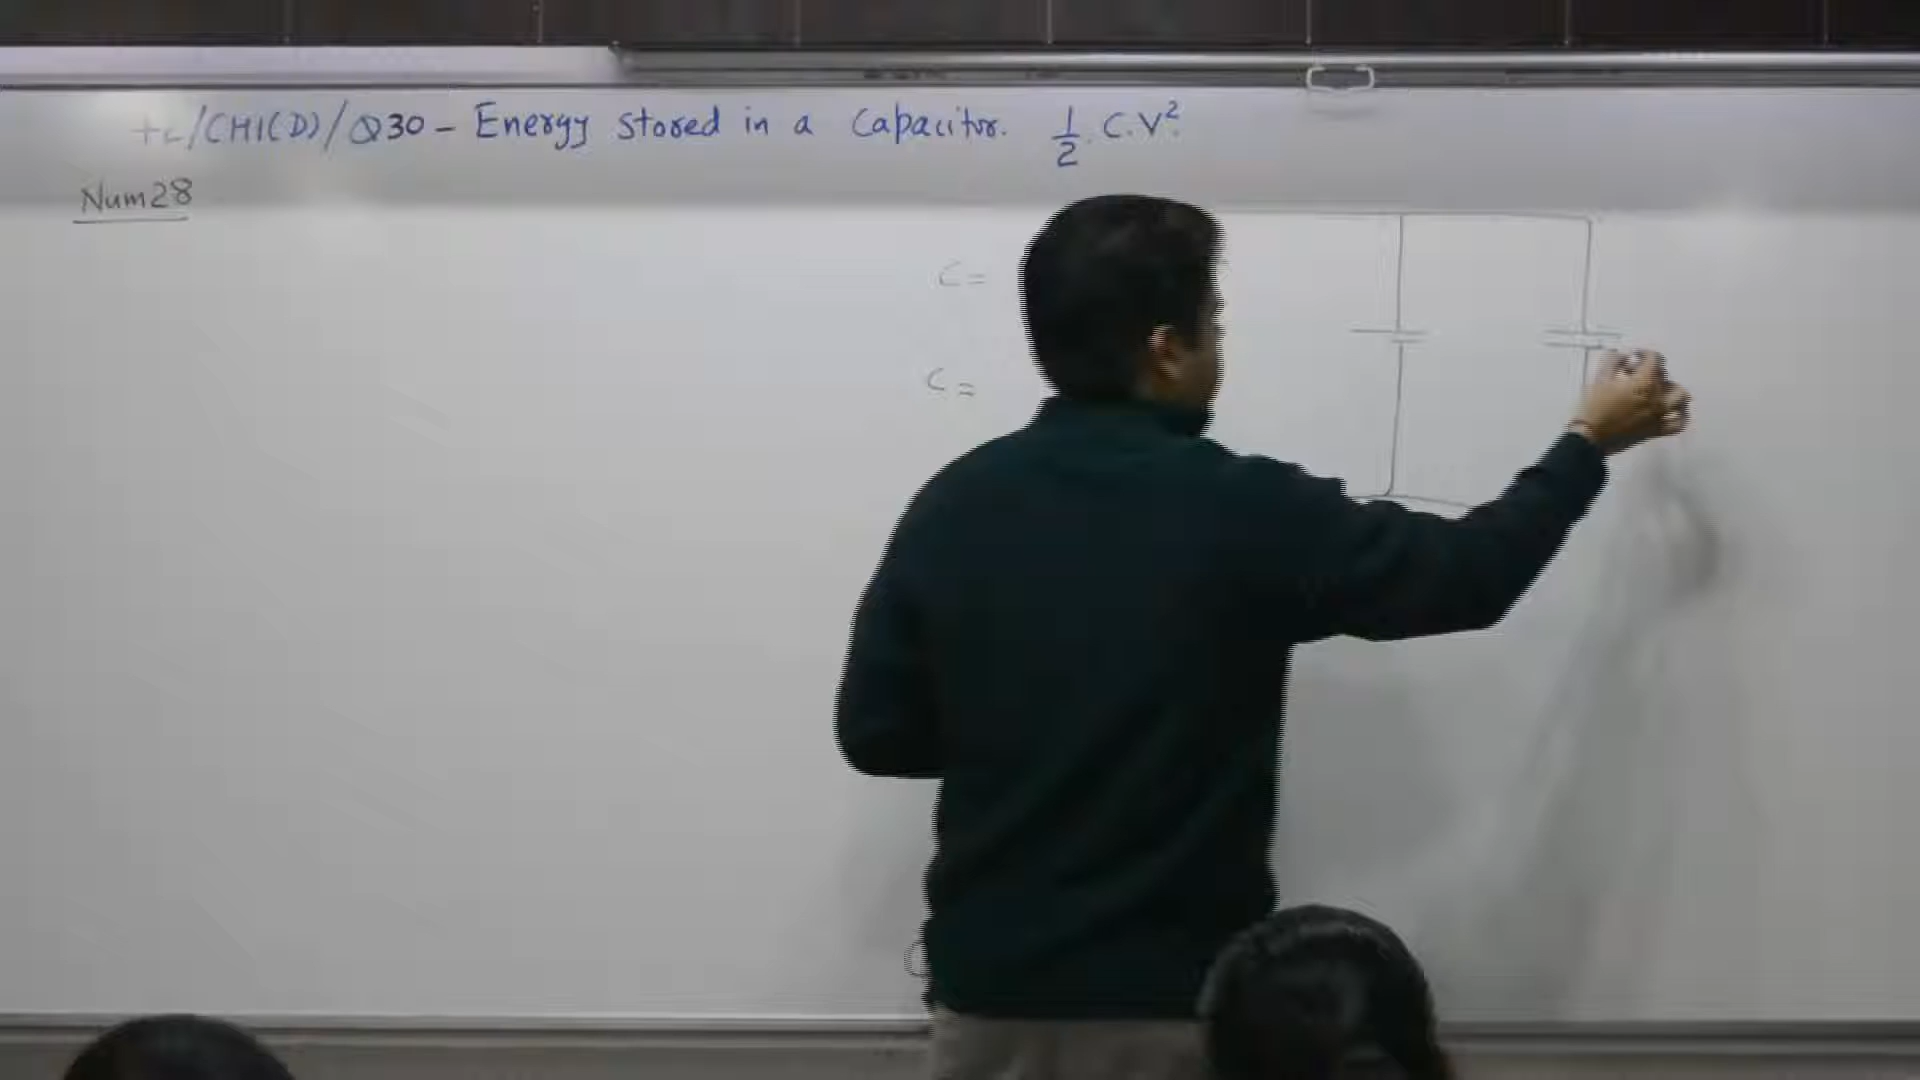 /CH1(D)/Q30 - Energy stored in a capacitor. 1/2 . C.V².
Num28
C =
C =